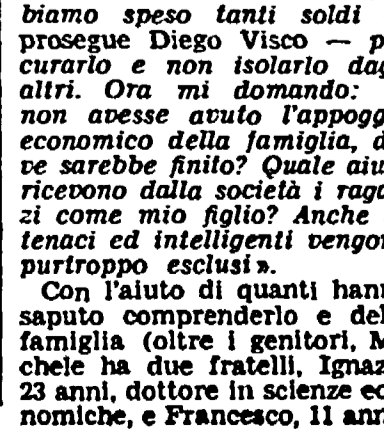 biamo speso tanti soldi
prosegue Diego Visco — p
curarlo e non isolarlo dag
altri. Ora mi domando:
non avesse avuto l'appogg
economico della famiglia, d
ve sarebbe finito? Quale aiu
ricevono dalla società i raga
zi come mio figlio? Anche
tenaci ed intelligenti vengon
purtroppo esclusi».
Con l'aiuto di quanti hann
saputo comprenderlo e del
famiglia (oltre i genitori, M
chele ha due fratelli, Ignaz
23 anni, dottore in scienze ec
nomiche, e Francesco, 11 ann